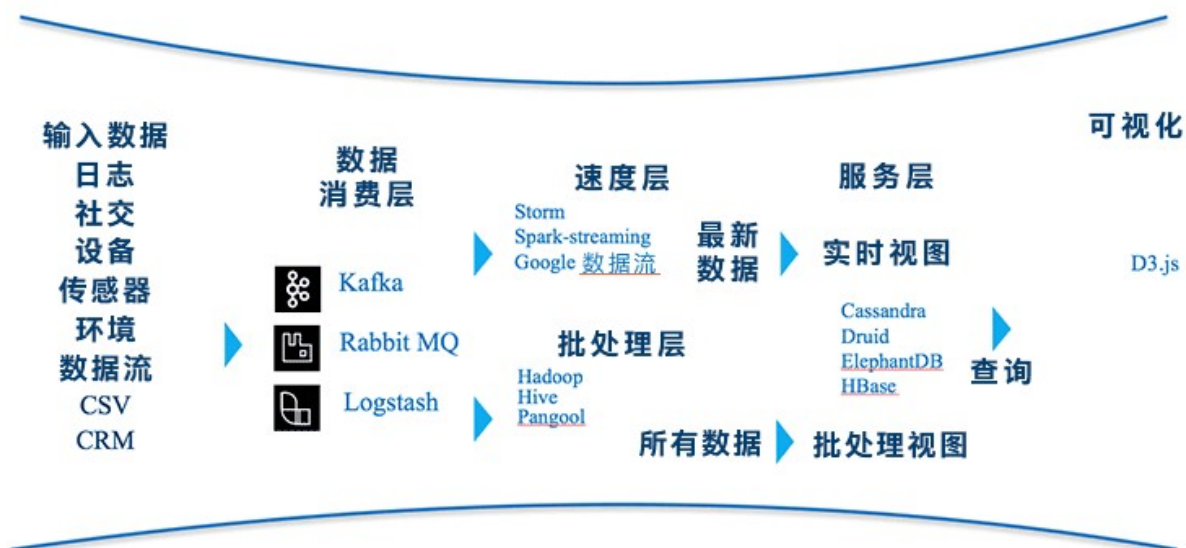 输入数据
日志
社交
设备
传感器
环境
数据流
CSV
CRM
数据
消费层
Kafka
Rabbit MQ
Logstash
速度层
Storm
Spark-streaming
Google 数据流
最新
数据
批处理层
Hadoop
Hive
Pangool
所有数据
服务层
实时视图
Cassandra
Druid
ElephantDB
HBase
批处理视图
查询
可视化
D3.js